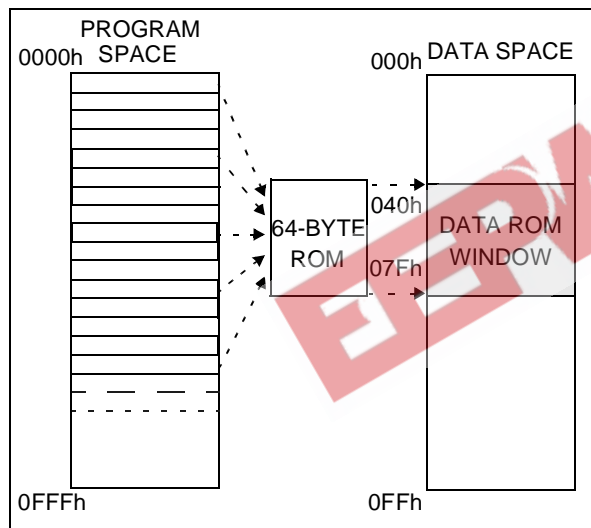 PROGRAM
SPACE
0000h
000h
DATA SPACE
64-BYTE
ROM
040h
07Fh
DATA ROM
WINDOW
0FFFh
0FFh